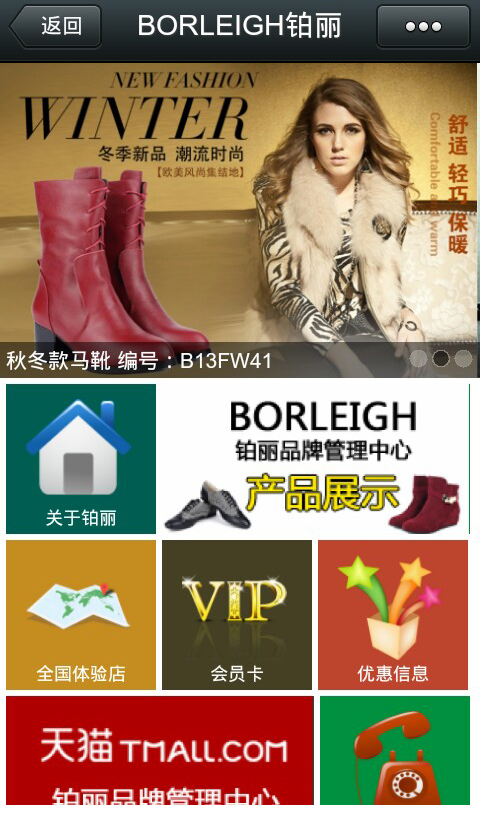 返回
BORLEIGH铂丽
NEW FASHION
WINTER
冬季新品 潮流时尚
【欧美风尚集结地】
舒适 轻巧保暖
Comfortable and warm
秋冬款马靴 编号：B13FW41
关于铂丽
BORLEIGH
铂丽品牌管理中心
产品展示
全国体验店
VIP
会员卡
优惠信息
天猫 TMALL.COM
铂丽品牌管理中心